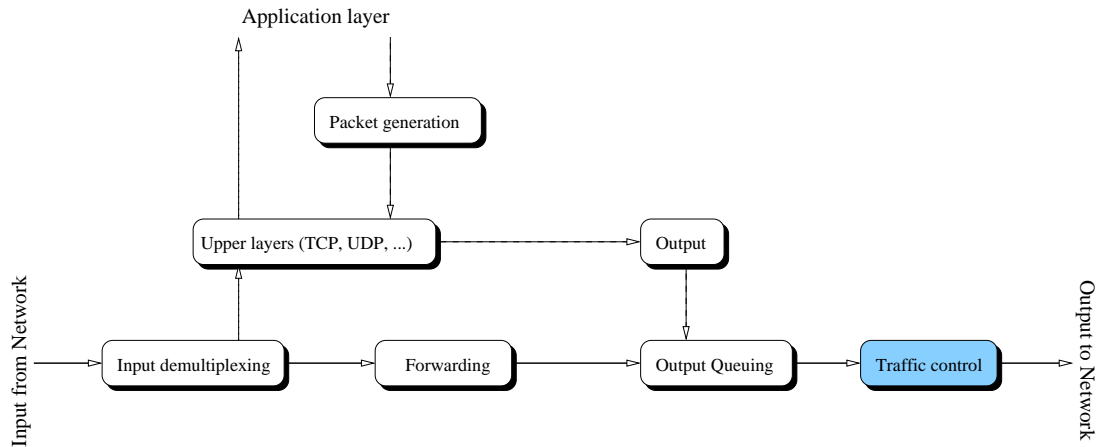 Application layer
Packet generation
Upper layers (TCP, UDP, ...)
Output
Input from Network
Input demultiplexing
Forwarding
Output Queuing
Traffic control
Output to Network